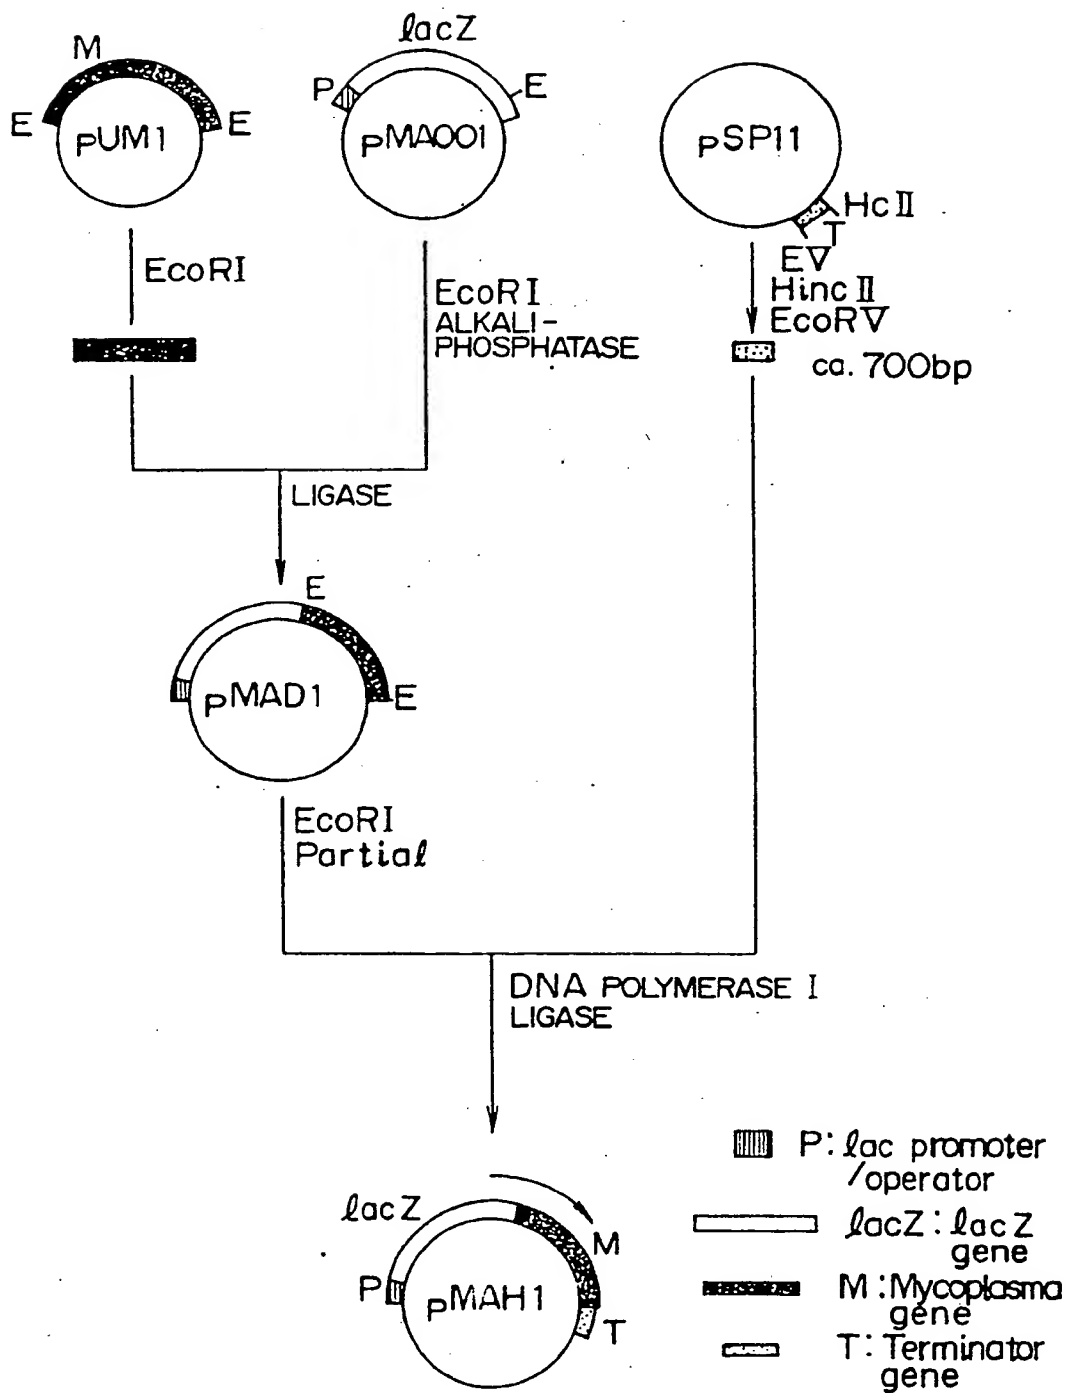 M
E
E
pUM1
lacZ
P
E
pMA001
pSP11
HcII
T
EV
EcoRI
EcoRI
ALKALI-
PHOSPHATASE
HincII
EcoRV
ca. 700bp
LIGASE
E
pMAD1
E
EcoRI
Partial
DNA POLYMERASE I
LIGASE
lacZ
M
P
pMAH1
T
P: lac promoter
/operator
lacZ: lacZ
gene
M: Mycoplasma
gene
T: Terminator
gene